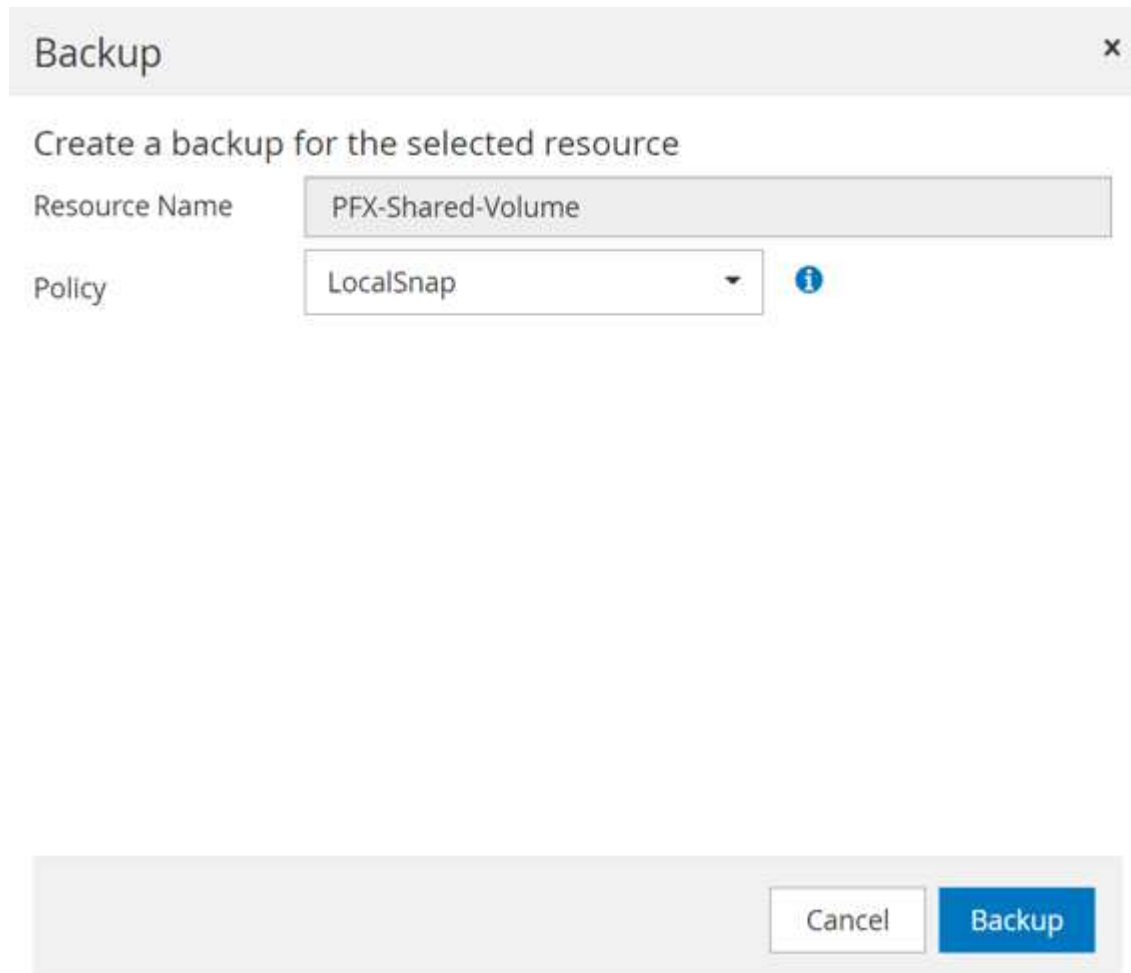 Backup
Create a backup for the selected resource
Resource Name PFX-Shared-Volume
Policy LocalSnap
Cancel Backup